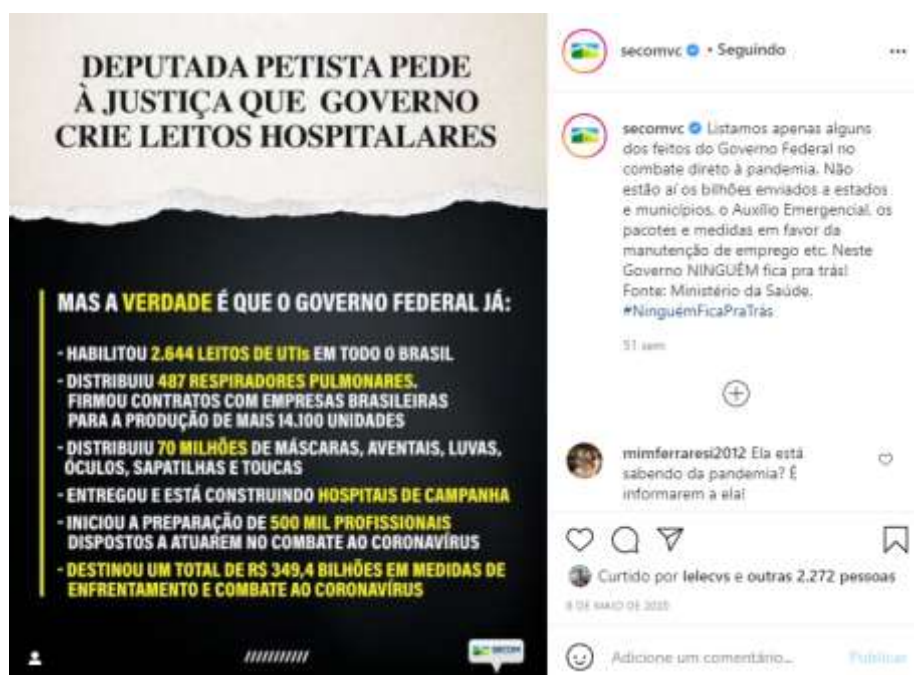 DEPUTADA PETISTA PEDE
À JUSTIÇA QUE GOVERNO
CRIE LEITOS HOSPITALARES
MAS A VERDADE É QUE O GOVERNO FEDERAL JÁ:
- HABILITOU 2.644 LEITOS DE UTIs EM TODO O BRASIL
- DISTRIBUIU 487 RESPIRADORES PULMONARES.
FIRMOU CONTRATOS COM EMPRESAS BRASILEIRAS
PARA A PRODUÇÃO DE MAIS 14.100 UNIDADES
- DISTRIBUIU 70 MILHÕES DE MÁSCARAS, AVENTAIS, LUVAS,
ÓCULOS, SAPATILHAS E TOUCAS
- ENTREGOU E ESTÁ CONSTRUINDO HOSPITAIS DE CAMPANHA
- INICIOU A PREPARAÇÃO DE 500 MIL PROFISSIONAIS
DISPOSTOS A ATUAREM NO COMBATE AO CORONAVÍRUS
- DESTINOU UM TOTAL DE R$ 349,4 BILHÕES EM MEDIDAS DE
ENFRENTAMENTO E COMBATE AO CORONAVÍRUS
SECOM
secomvc • Seguindo
secomvc Listamos apenas alguns
dos feitos do Governo Federal no
combate direto à pandemia. Não
estão aí os bilhões enviados a estados
e municípios, o Auxílio Emergencial, os
pacotes e medidas em favor da
manutenção de emprego etc. Neste
Governo NINGUÉM fica pra trás!
Fonte: Ministério da Saúde.
#NinguémFicaPraTrás
51 sem
mimferraresi2012 Ela está
sabendo da pandemia? É
informarem a ela!
Curtido por lelecvs e outras 2.272 pessoas
8 DE MAIO DE 2020
Adicione um comentário...
Publicar